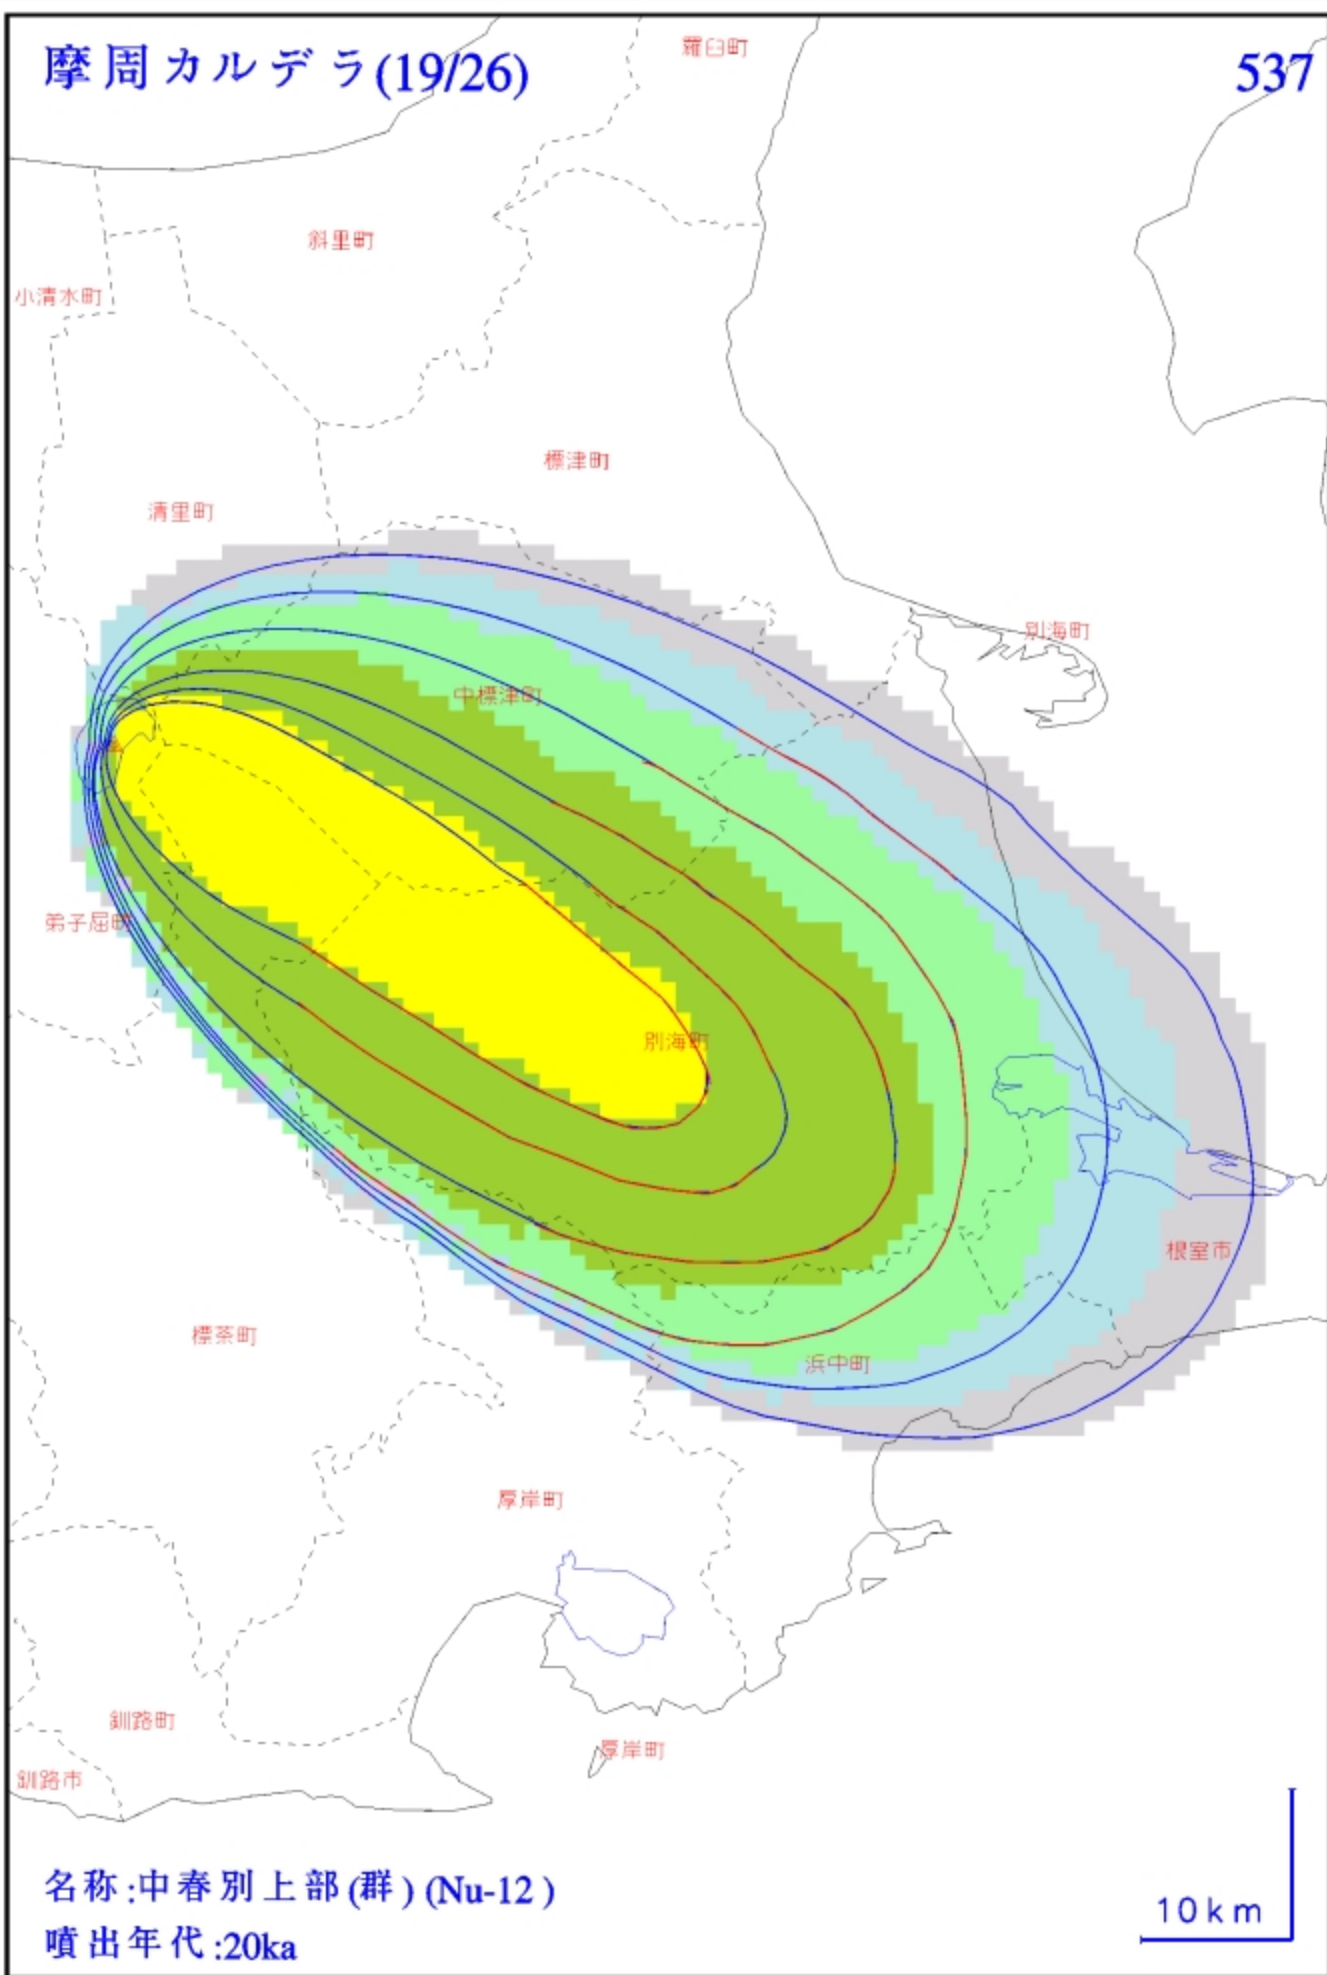 摩周カルデラ(19/26)
537
羅臼町
斜里町
小清水町
標津町
清里町
別海町
中標津町
弟子屈町
別海町
根室市
標茶町
浜中町
厚岸町
釧路町
厚岸町
釧路市
名称:中春別上部(群) (Nu-12 )
噴出年代:20ka
10km